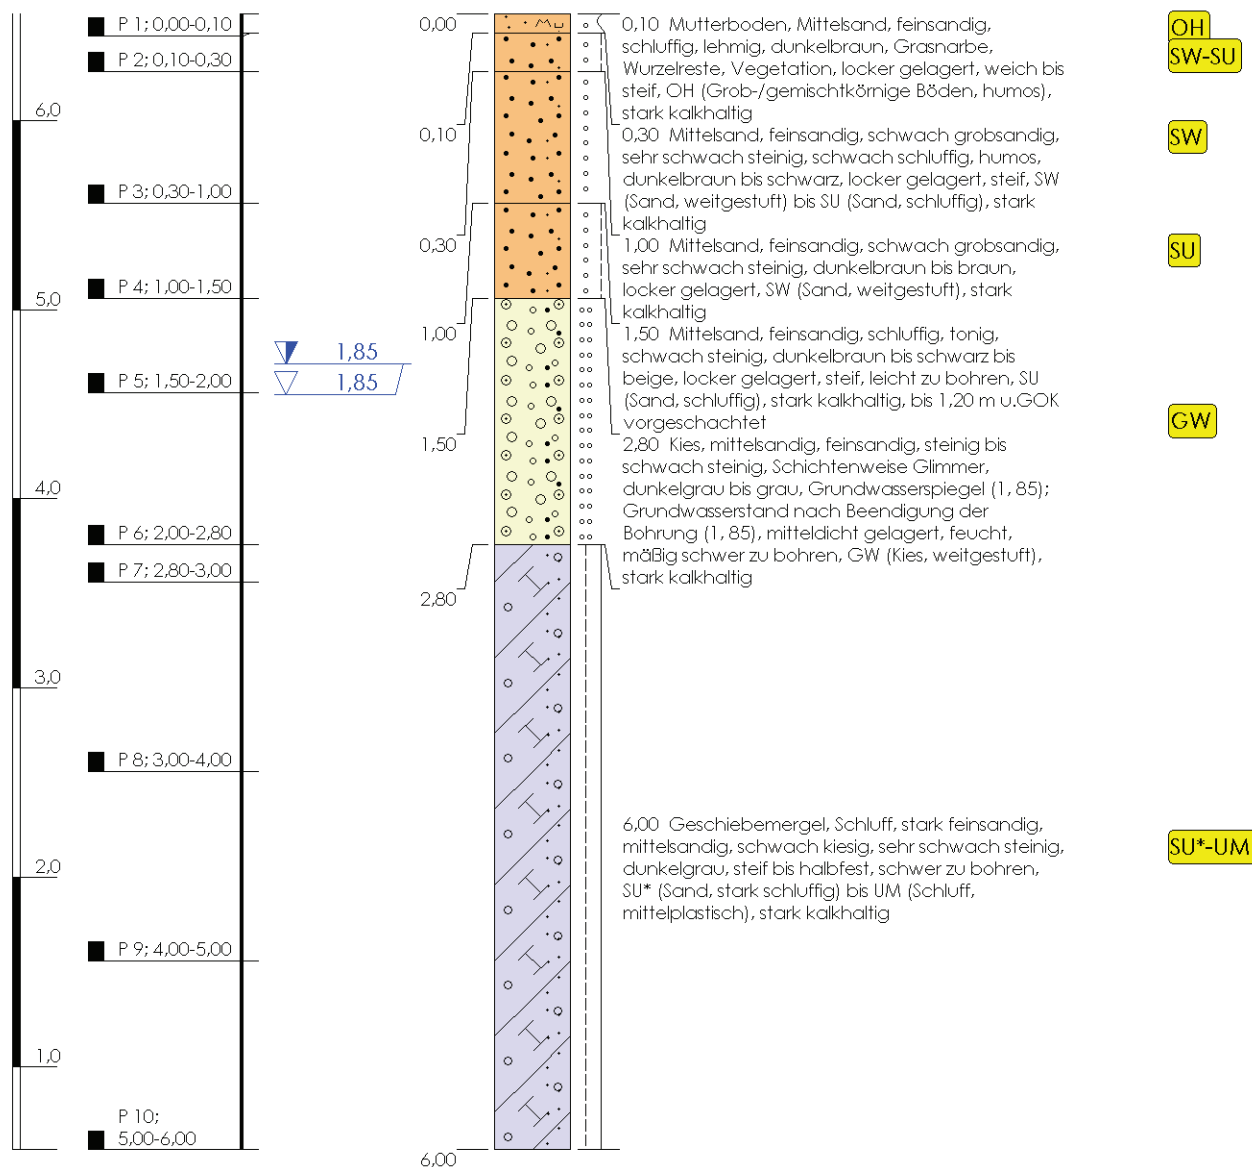 6,0
5,0
4,0
3,0
2,0
1,0
P 1; 0,00-0,10
P 2; 0,10-0,30
P 3; 0,30-1,00
P 4; 1,00-1,50
P 5; 1,50-2,00
P 6; 2,00-2,80
P 7; 2,80-3,00
P 8; 3,00-4,00
P 9; 4,00-5,00
P 10;
5,00-6,00
1,85
1,85
0,00
0,10
0,30
1,00
1,50
2,80
6,00
0,10 Mutterboden, Mittelsand, feinsandig,
schluffig, lehmig, dunkelbraun, Grasnarbe,
Wurzelreste, Vegetation, locker gelagert, weich bis
steif, OH (Grob-/gemischtkörnige Böden, humos),
stark kalkhaltig
0,30 Mittelsand, feinsandig, schwach grobsandig,
sehr schwach steinig, schwach schluffig, humos,
dunkelbraun bis schwarz, locker gelagert, steif, SW
(Sand, weitgestuft) bis SU (Sand, schluffig), stark
kalkhaltig
1,00 Mittelsand, feinsandig, schwach grobsandig,
sehr schwach steinig, dunkelbraun bis braun,
locker gelagert, SW (Sand, weitgestuft), stark
kalkhaltig
1,50 Mittelsand, feinsandig, schluffig, tonig,
schwach steinig, dunkelbraun bis schwarz bis
beige, locker gelagert, steif, leicht zu bohren, SU
(Sand, schluffig), stark kalkhaltig, bis 1,20 m u.GOK
vorgeschachtet
2,80 Kies, mittelsandig, feinsandig, steinig bis
schwach steinig, Schichtenweise Glimmer,
dunkelgrau bis grau, Grundwasserspiegel (1, 85);
Grundwasserstand nach Beendigung der
Bohrung (1, 85), mitteldicht gelagert, feucht,
mäßig schwer zu bohren, GW (Kies, weitgestuft),
stark kalkhaltig
6,00 Geschiebemergel, Schluff, stark feinsandig,
mittelsandig, schwach kiesig, sehr schwach steinig,
dunkelgrau, steif bis halbfest, schwer zu bohren,
SU* (Sand, stark schluffig) bis UM (Schluff,
mittelplastisch), stark kalkhaltig
OH
SW-SU
SW
SU
GW
SU*-UM